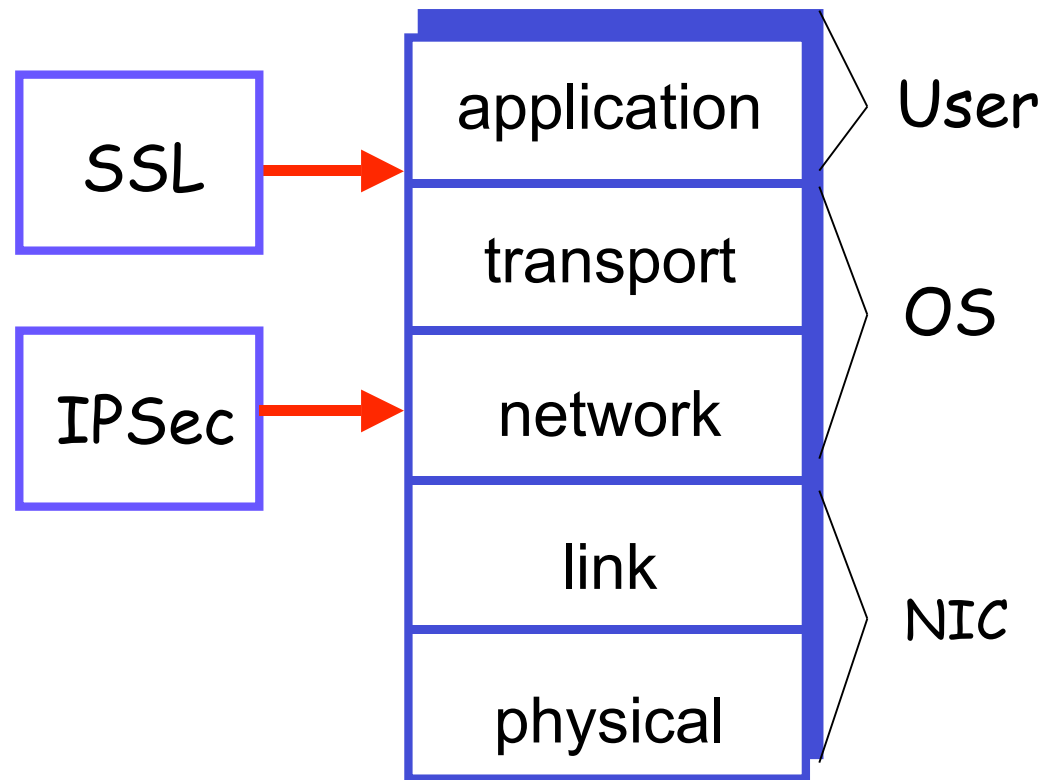 SSL
IPSec
application
transport
network
link
physical
User
OS
NIC